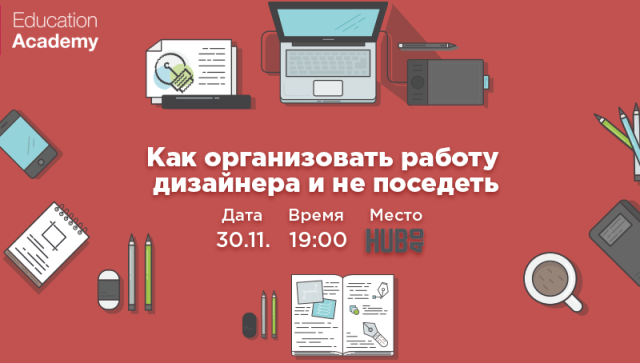 Education
Academy
Как организовать работу
дизайнера и не поседеть
Дата Время Место
30.11. 19:00 HUB